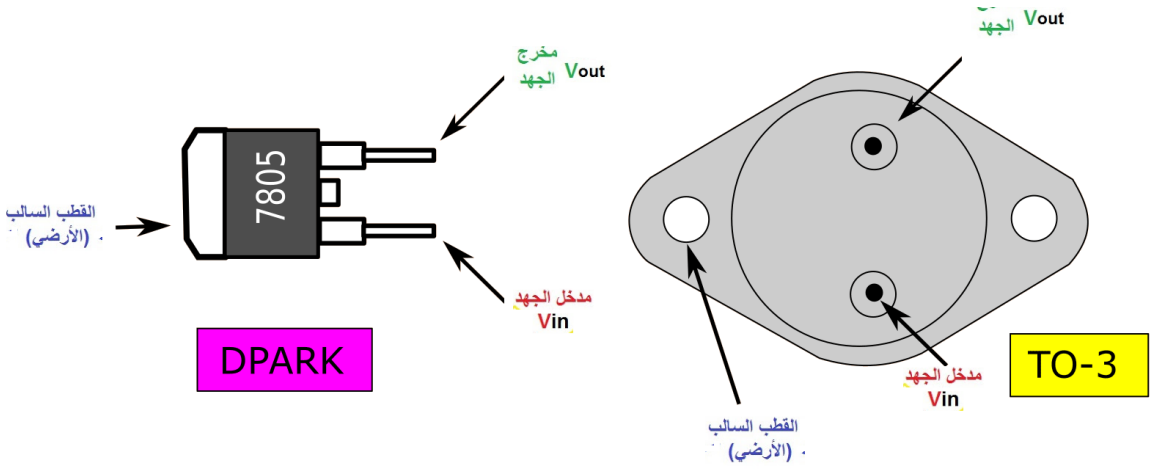 مخرج
الجهد Vout
7805
القطب السالب
(الأرضي)
مدخل الجهد
Vin
DPARK
الجهد Vout
مدخل الجهد
Vin
TO-3
القطب السالب
(الأرضي)